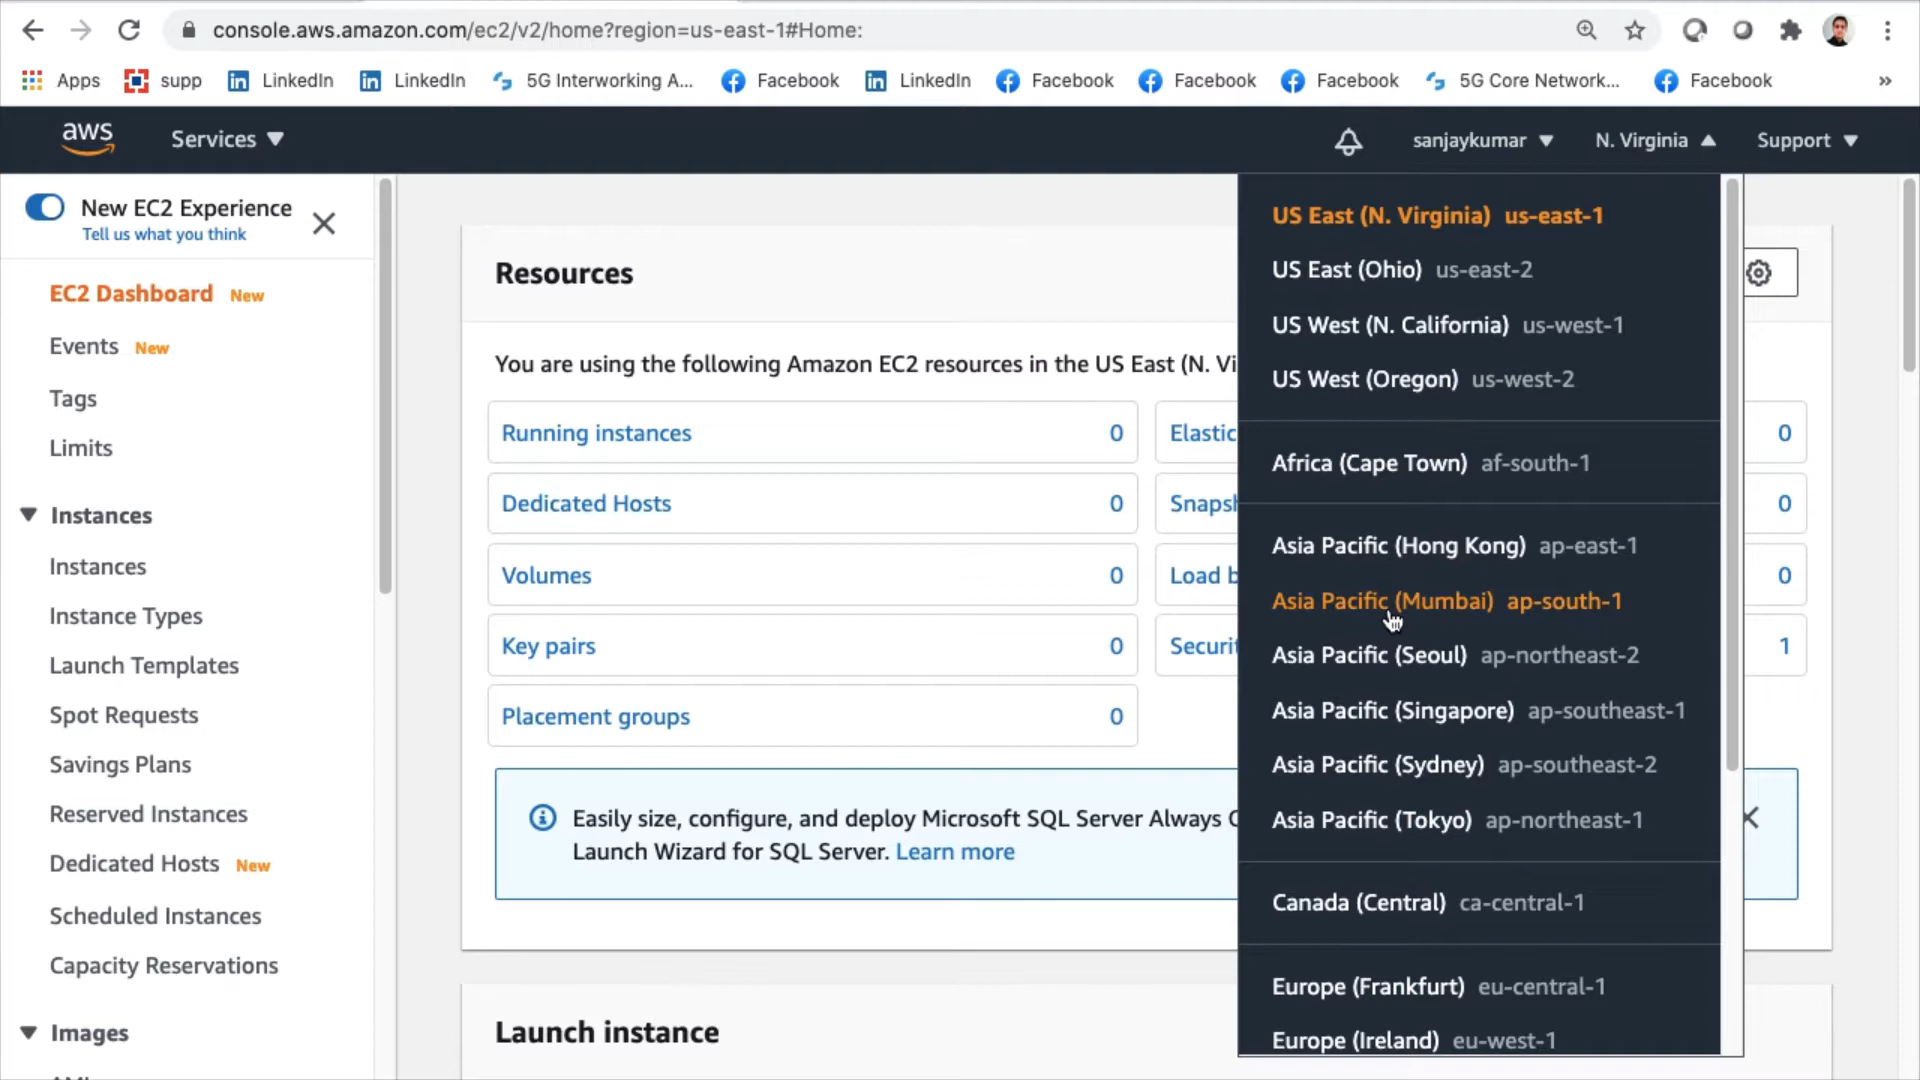 console.aws.amazon.com/ec2/v2/home?region=us-east-1#Home:
Apps supp LinkedIn LinkedIn 5G Interworking A... Facebook LinkedIn Facebook Facebook Facebook 5G Core Network... Facebook »
aws Services sanjaykumar N. Virginia Support
New EC2 Experience
Tell us what you think
EC2 Dashboard New
Events New
Tags
Limits
Instances
Instances
Instance Types
Launch Templates
Spot Requests
Savings Plans
Reserved Instances
Dedicated Hosts New
Scheduled Instances
Capacity Reservations
Images
Resources
You are using the following Amazon EC2 resources in the US East (N. Vi
Running instances 0
Elastic 0
Dedicated Hosts 0
Snapsh 0
Volumes 0
Load b 0
Key pairs 0
Securi 1
Placement groups 0
Easily size, configure, and deploy Microsoft SQL Server Always
Launch Wizard for SQL Server. Learn more
Launch instance
US East (N. Virginia) us-east-1
US East (Ohio) us-east-2
US West (N. California) us-west-1
US West (Oregon) us-west-2
Africa (Cape Town) af-south-1
Asia Pacific (Hong Kong) ap-east-1
Asia Pacific (Mumbai) ap-south-1
Asia Pacific (Seoul) ap-northeast-2
Asia Pacific (Singapore) ap-southeast-1
Asia Pacific (Sydney) ap-southeast-2
Asia Pacific (Tokyo) ap-northeast-1
Canada (Central) ca-central-1
Europe (Frankfurt) eu-central-1
Europe (Ireland) eu-west-1